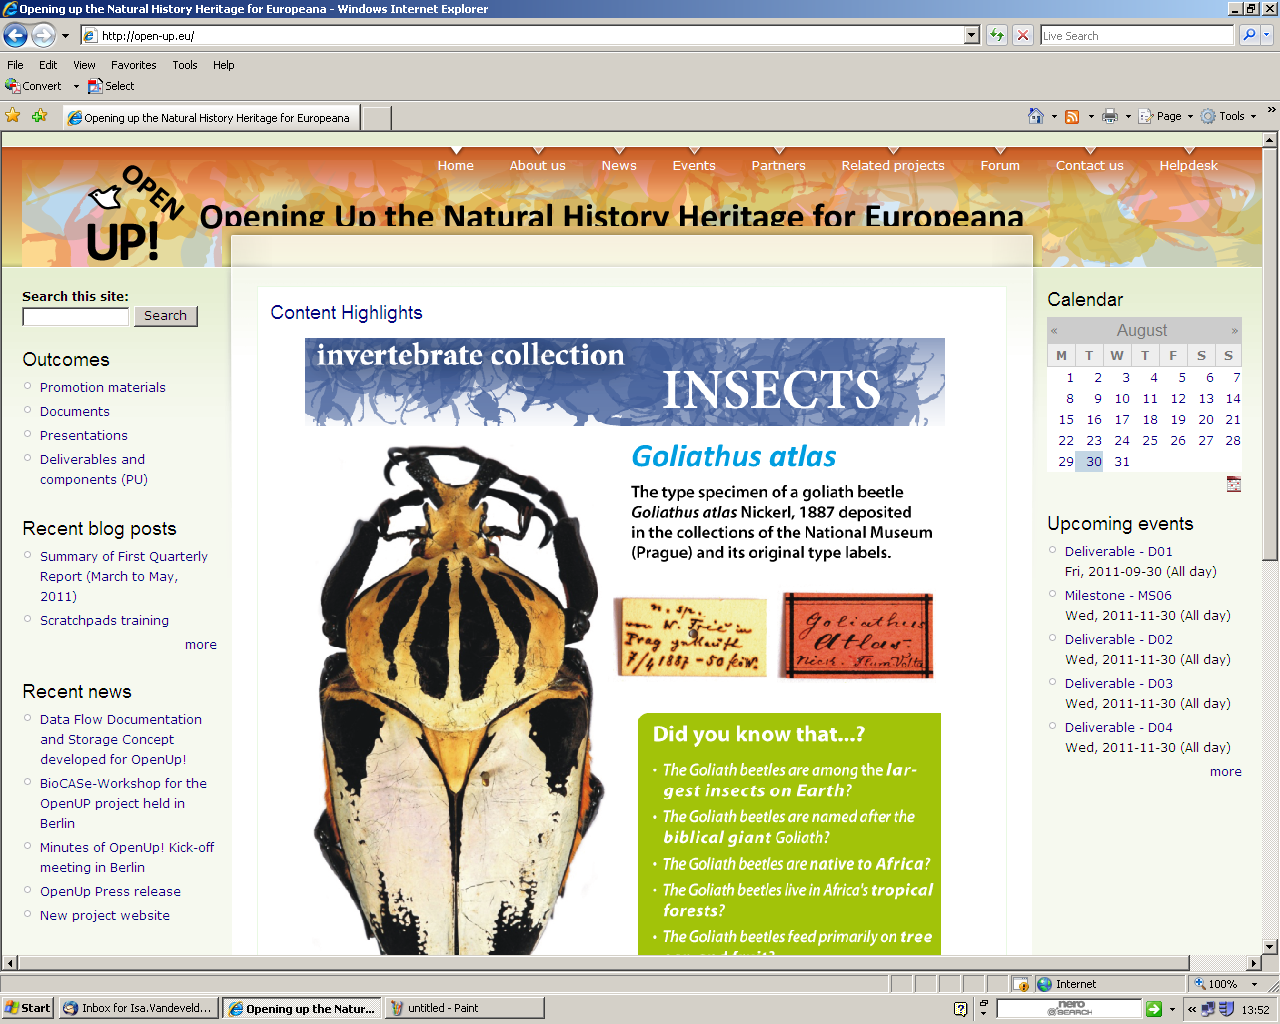 Opening up the Natural History Heritage for Europeana - Windows Internet Explorer
http://open-up.eu/
Live Search
File Edit View Favorites Tools Help
Convert Select
Opening up the Natural History Heritage for Europeana
Page Tools
Home About us News Events Partners Related projects Forum Contact us Helpdesk
OPEN
UP!
Opening Up the Natural History Heritage for Europeana
Search this site:
Search
Outcomes
Promotion materials
Documents
Presentations
Deliverables and
components (PU)
Recent blog posts
Summary of First Quarterly
Report (March to May,
2011)
Scratchpads training
more
Recent news
Data Flow Documentation
and Storage Concept
developed for OpenUp!
BioCASe-Workshop for the
OpenUP project held in
Berlin
Minutes of OpenUp! Kick-off
meeting in Berlin
OpenUp Press release
New project website
Content Highlights
invertebrate collection
INSECTS
Goliathus atlas
The type specimen of a goliath beetle
Goliathus atlas Nickerl, 1887 deposited
in the collections of the National Museum
(Prague) and its original type labels.
n. sp.
7/4 1887 - 50
Goliathus
Atlas
Did you know that...?
• The Goliath beetles are among the lar-
gest insects on Earth?
• The Goliath beetles are named after the
biblical giant Goliath?
• The Goliath beetles are native to Africa?
• The Goliath beetles live in Africa's tropical
forests?
• The Goliath beetles feed primarily on tree
Calendar
« August »
M T W T F S S
1 2 3 4 5 6 7
8 9 10 11 12 13 14
15 16 17 18 19 20 21
22 23 24 25 26 27 28
29 30 31
Upcoming events
Deliverable - D01
Fri, 2011-09-30 (All day)
Milestone - MS06
Wed, 2011-11-30 (All day)
Deliverable - D02
Wed, 2011-11-30 (All day)
Deliverable - D03
Wed, 2011-11-30 (All day)
Deliverable - D04
Wed, 2011-11-30 (All day)
more
Internet 100%
Start Inbox for Isa.Vandeveld... Opening up the Natur... untitled - Paint nero SEARCH « 13:52